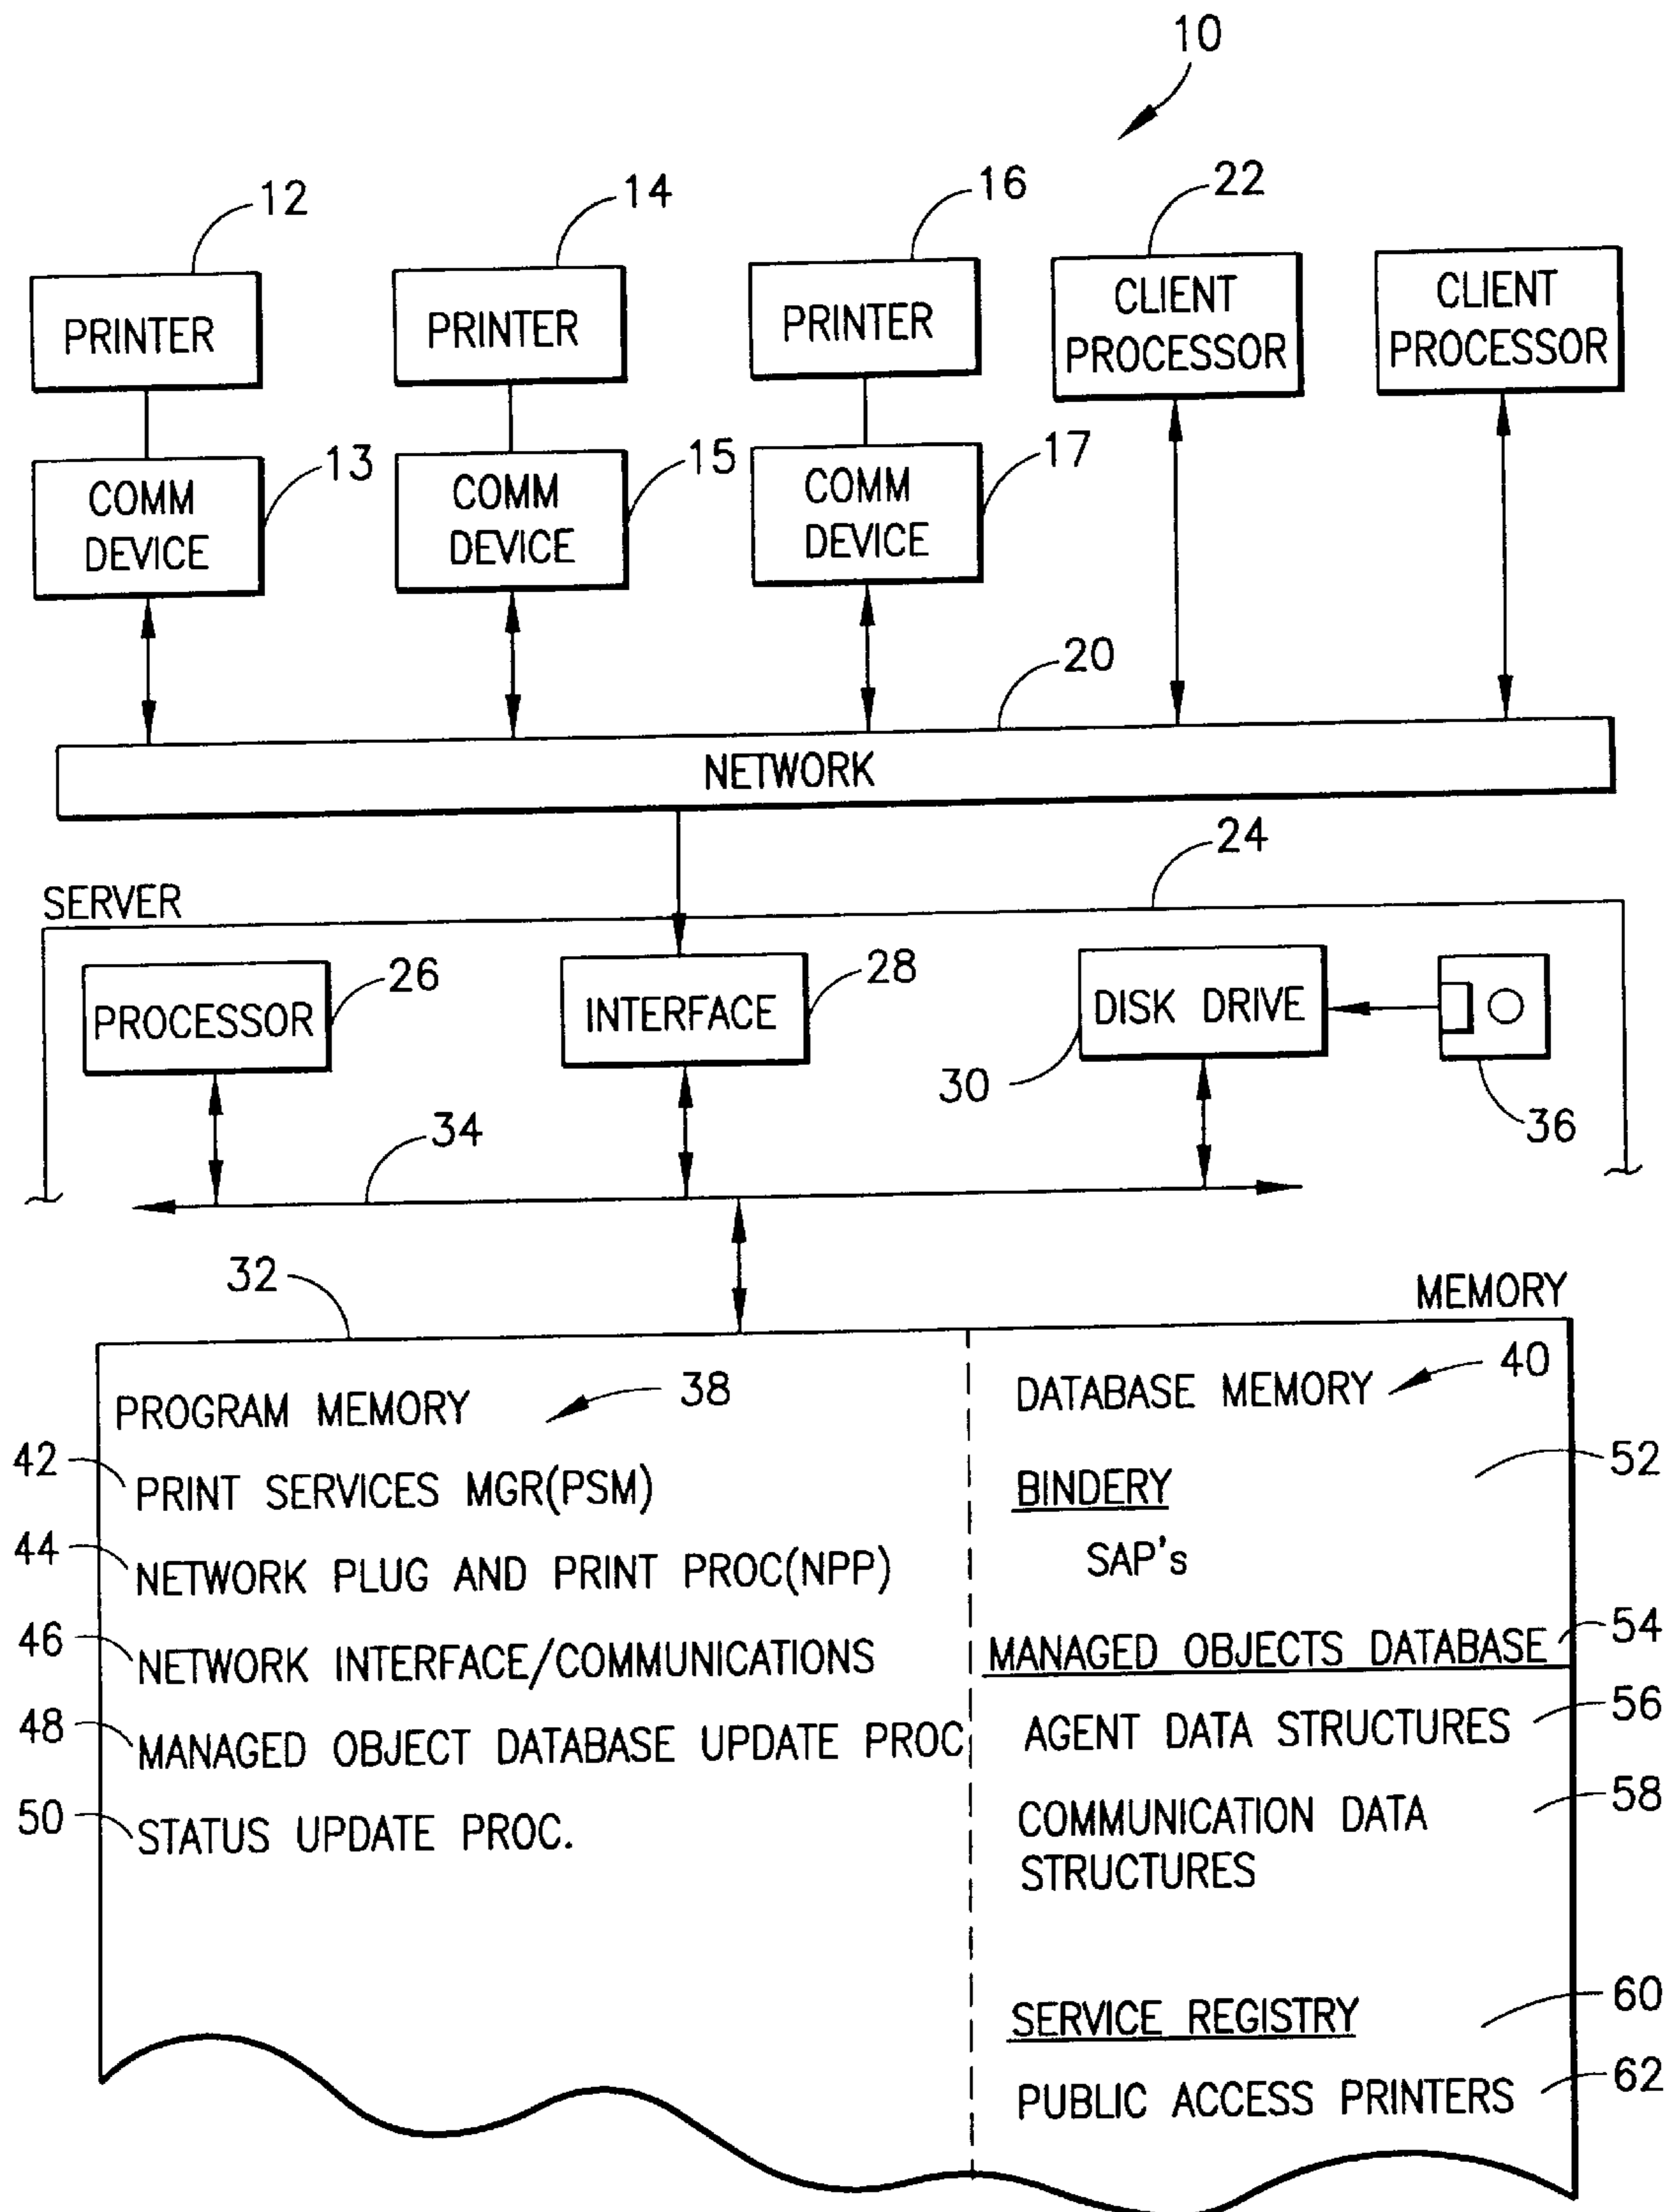 10
12
14
16
22
PRINTER
PRINTER
PRINTER
CLIENT
PROCESSOR
CLIENT
PROCESSOR
13
15
17
COMM
DEVICE
COMM
DEVICE
COMM
DEVICE
20
NETWORK
24
SERVER
PROCESSOR
26
INTERFACE
28
DISK DRIVE
30
36
34
32
MEMORY
PROGRAM MEMORY
38
42
PRINT SERVICES MGR(PSM)
44
NETWORK PLUG AND PRINT PROC(NPP)
46
NETWORK INTERFACE/COMMUNICATIONS
48
MANAGED OBJECT DATABASE UPDATE PROC
50
STATUS UPDATE PROC.
DATABASE MEMORY
40
BINDERY
52
SAP's
MANAGED OBJECTS DATABASE
54
AGENT DATA STRUCTURES
56
COMMUNICATION DATA
STRUCTURES
58
SERVICE REGISTRY
60
PUBLIC ACCESS PRINTERS
62